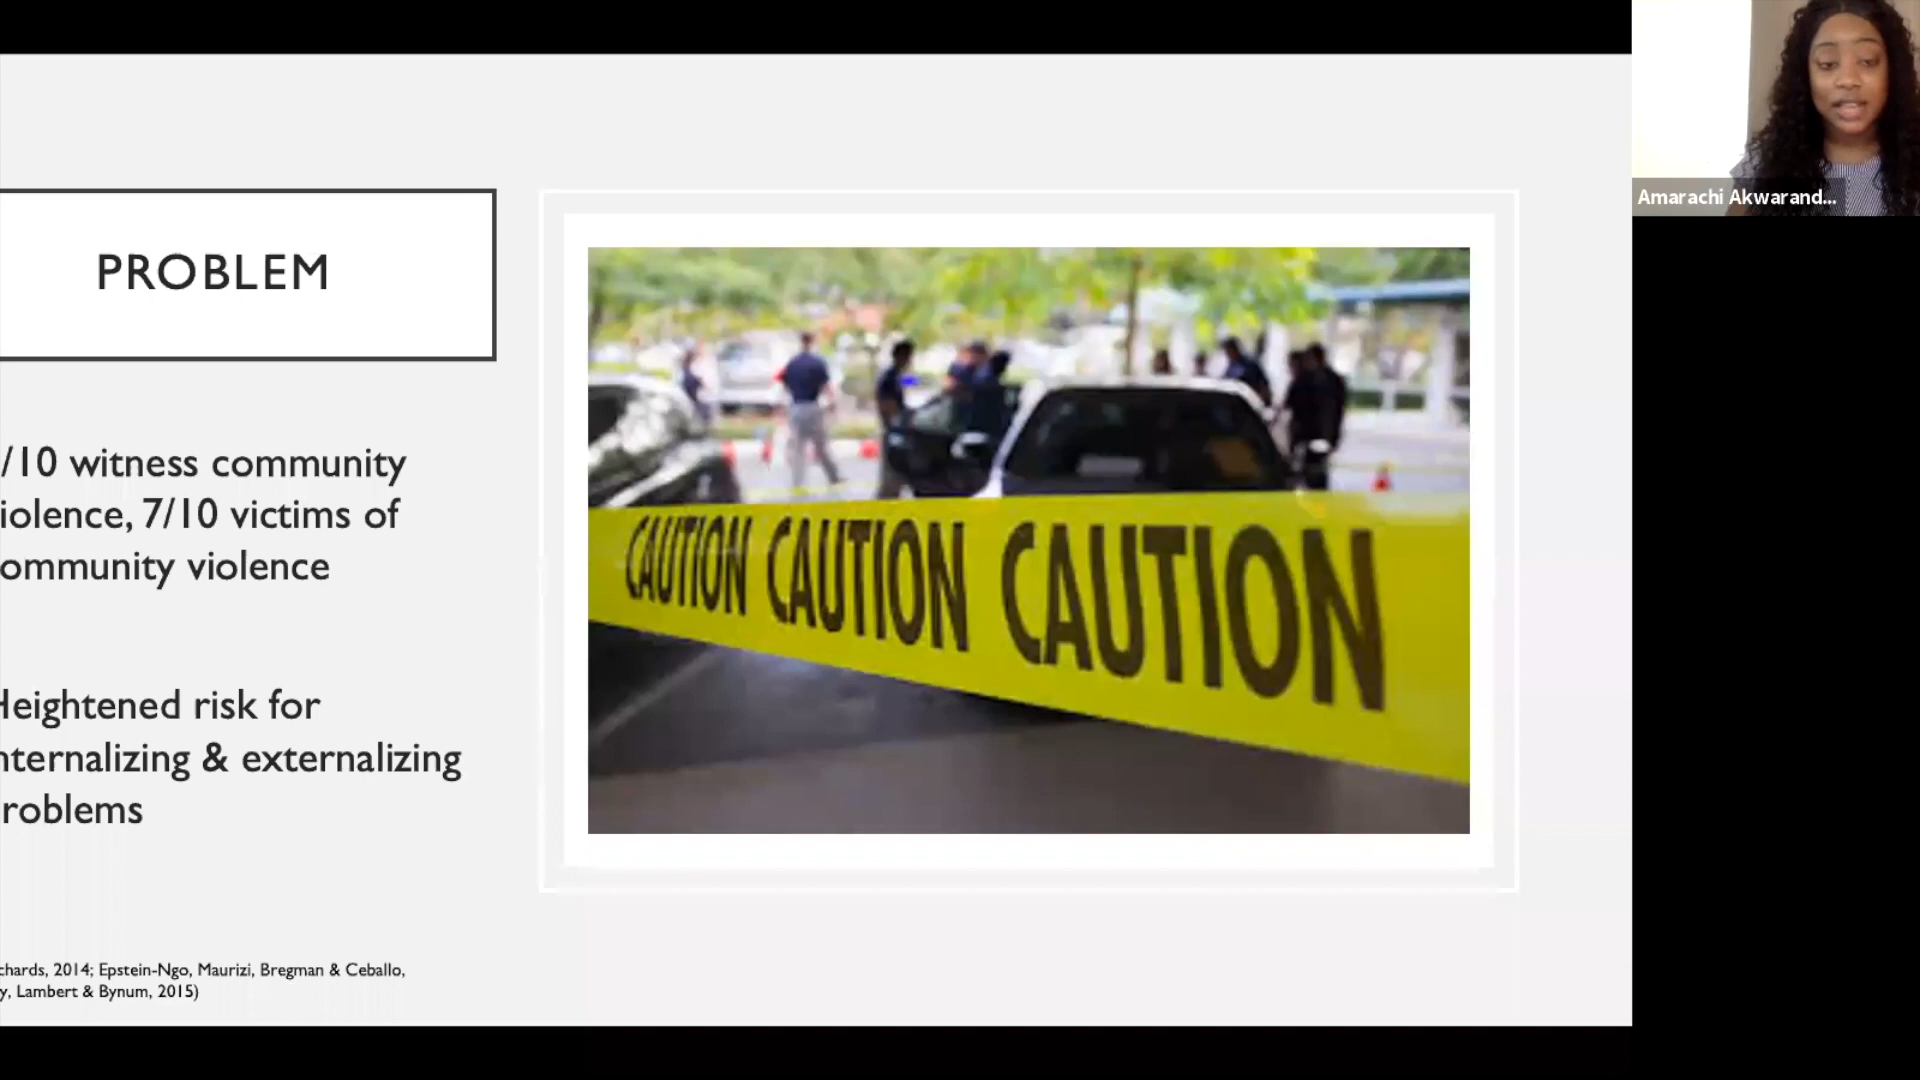 PROBLEM
/10 witness community
iolence, 7/10 victims of
ommunity violence
Heightened risk for
nternalizing & externalizing
roblems
chards, 2014; Epstein-Ngo, Maurizi, Bregman & Ceballo,
y, Lambert & Bynum, 2015)
CAUTION CAUTION CAUTION
Amarachi Akwarand...